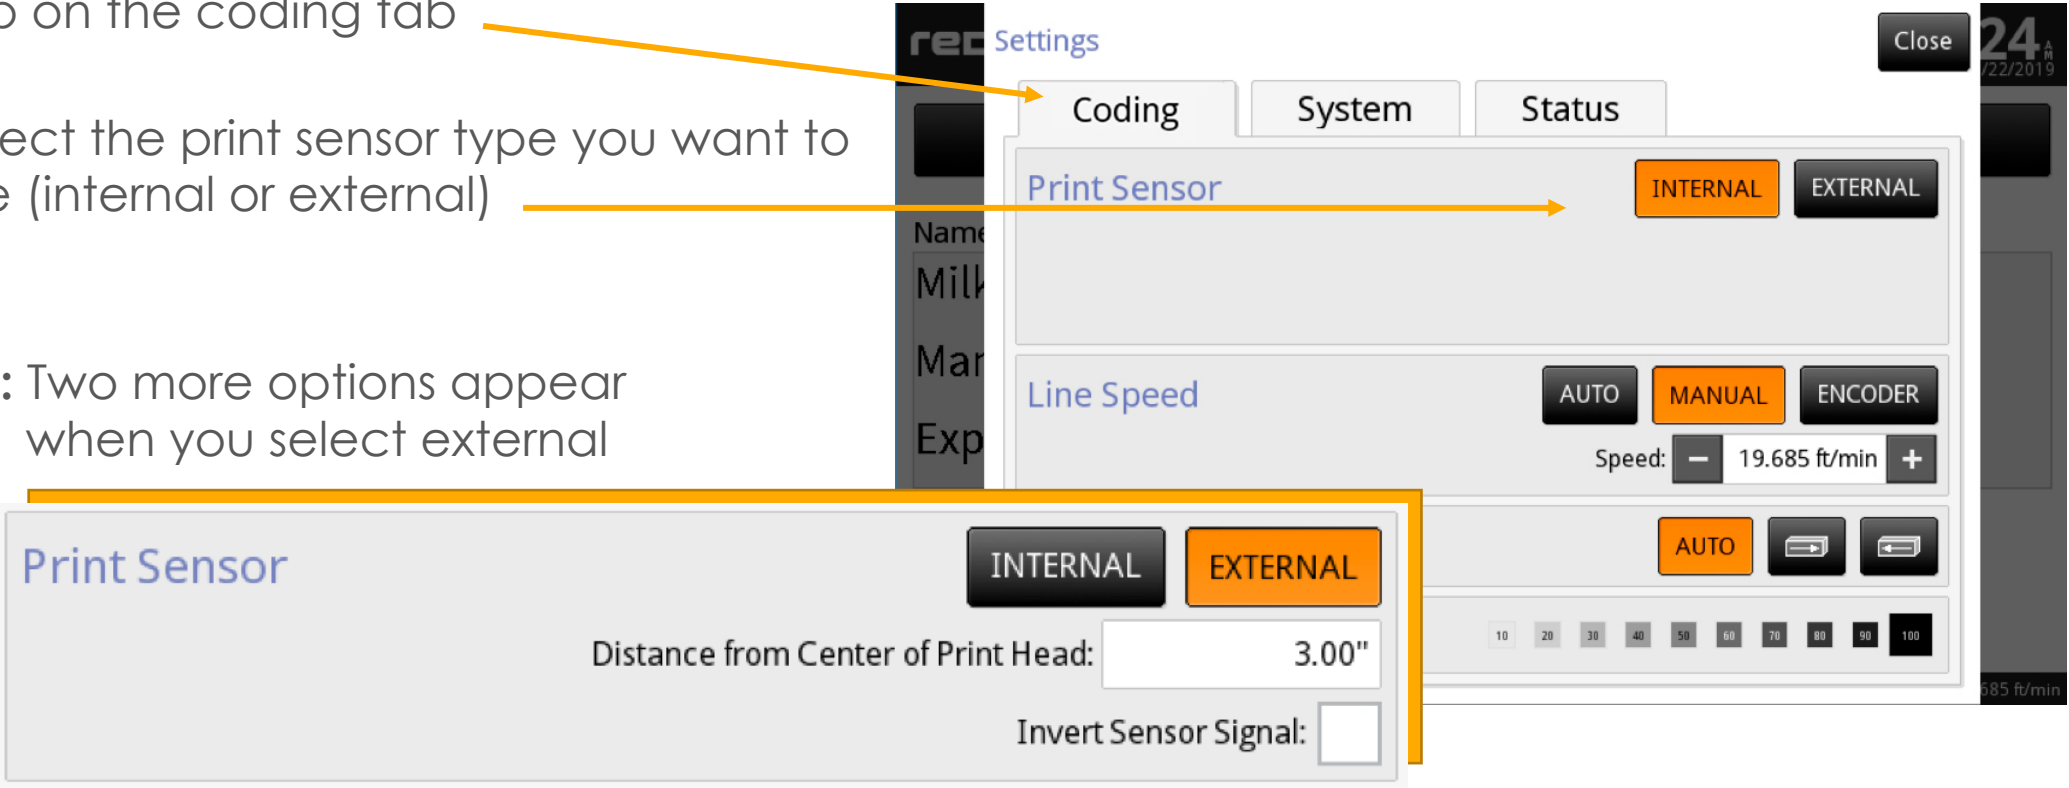 on the coding tab
Settings
Close
24
AM
/22/2019
Coding
System
Status
ect the print sensor type you want to
e (internal or external)
Print Sensor
INTERNAL
EXTERNAL
Name
Milk
Mar
Exp
: Two more options appear
when you select external
Line Speed
AUTO
MANUAL
ENCODER
Speed: − 19.685 ft/min +
AUTO
10 20 30 40 50 60 70 80 90 100
685 ft/min
Print Sensor
INTERNAL
EXTERNAL
Distance from Center of Print Head: 3.00"
Invert Sensor Signal: